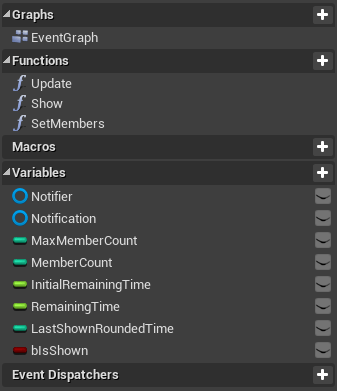 Graphs
EventGraph
Functions
Update
Show
SetMembers
Macros
Variables
Notifier
Notification
MaxMemberCount
MemberCount
InitialRemainingTime
RemainingTime
LastShownRoundedTime
bIsShown
Event Dispatchers